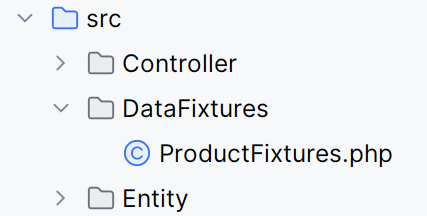 src
Controller
DataFixtures
ProductFixtures.php
Entity